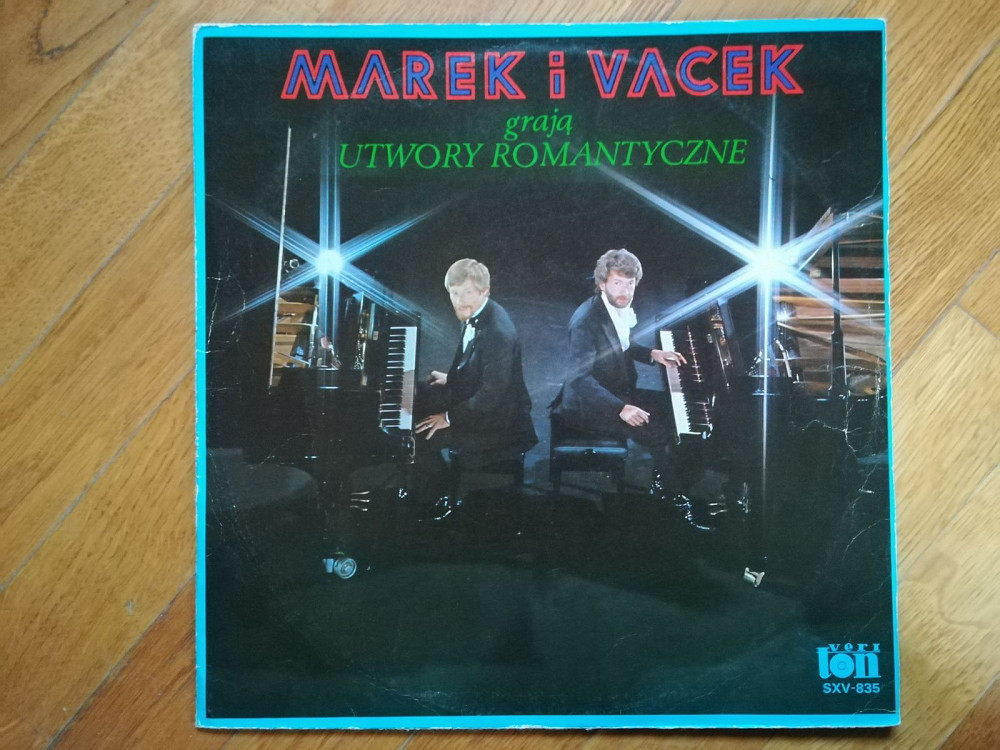 MAREK i VACEK
grają
UTWORY ROMANTYCZNE
veri
ton
SXV-835